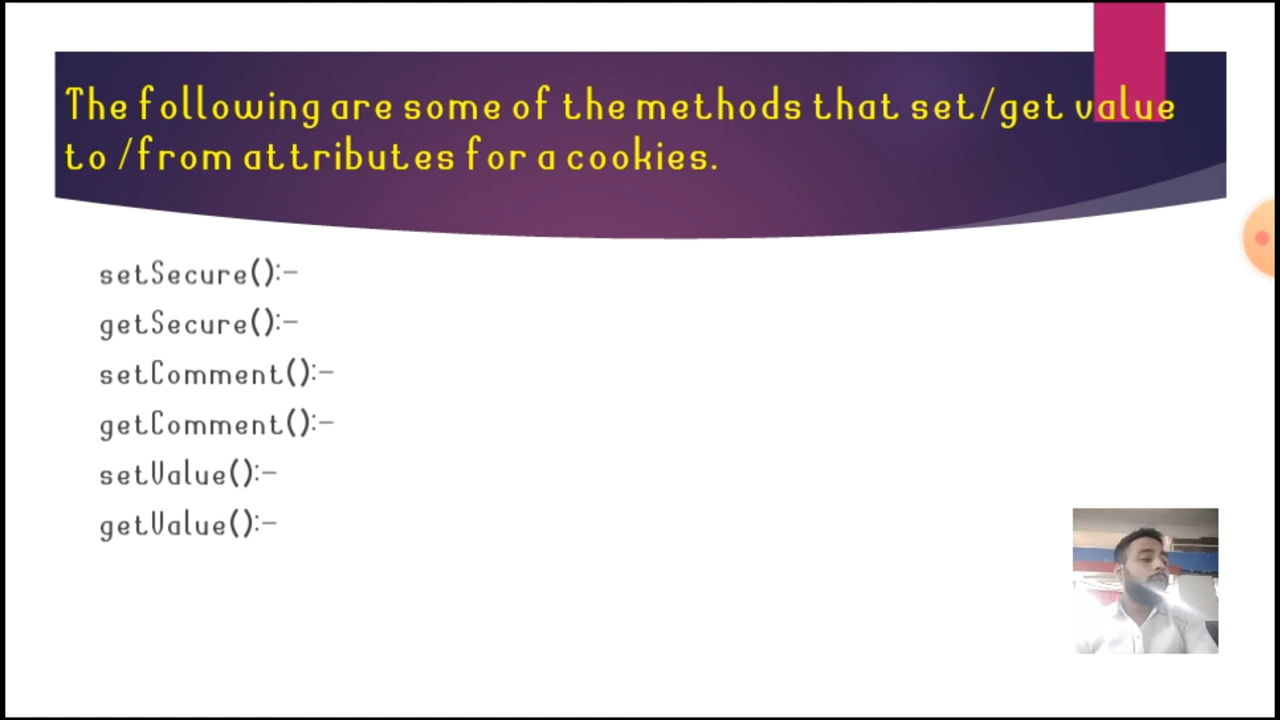 The following are some of the methods that set/get value
to /from attributes for a cookies.
setSecure():-
getSecure():-
setComment():-
getComment():-
setValue():-
getValue():-